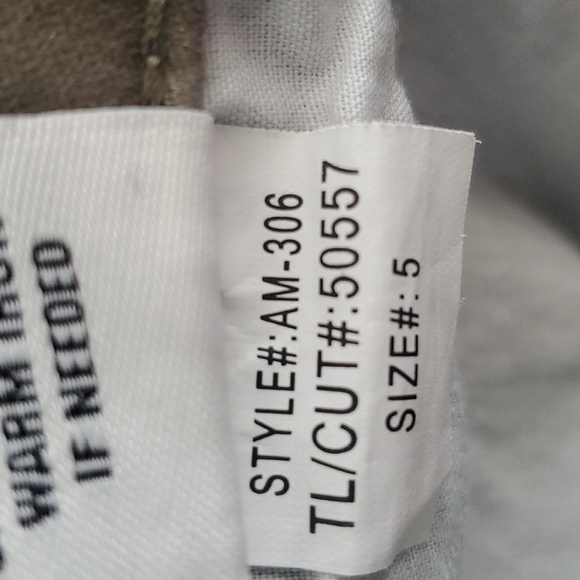 WARM IRON
IF NEEDED
STYLE#:AM-306
TL/CUT#:50557
SIZE#:5